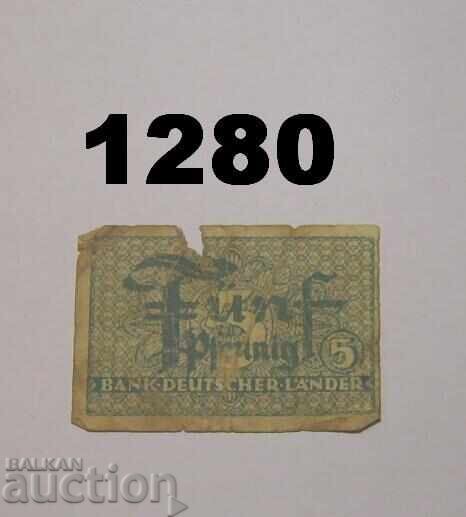 1280
Fünf
Pfennig
5
BANK·DEUTSCHER·LÄNDER
BALKAN
auction